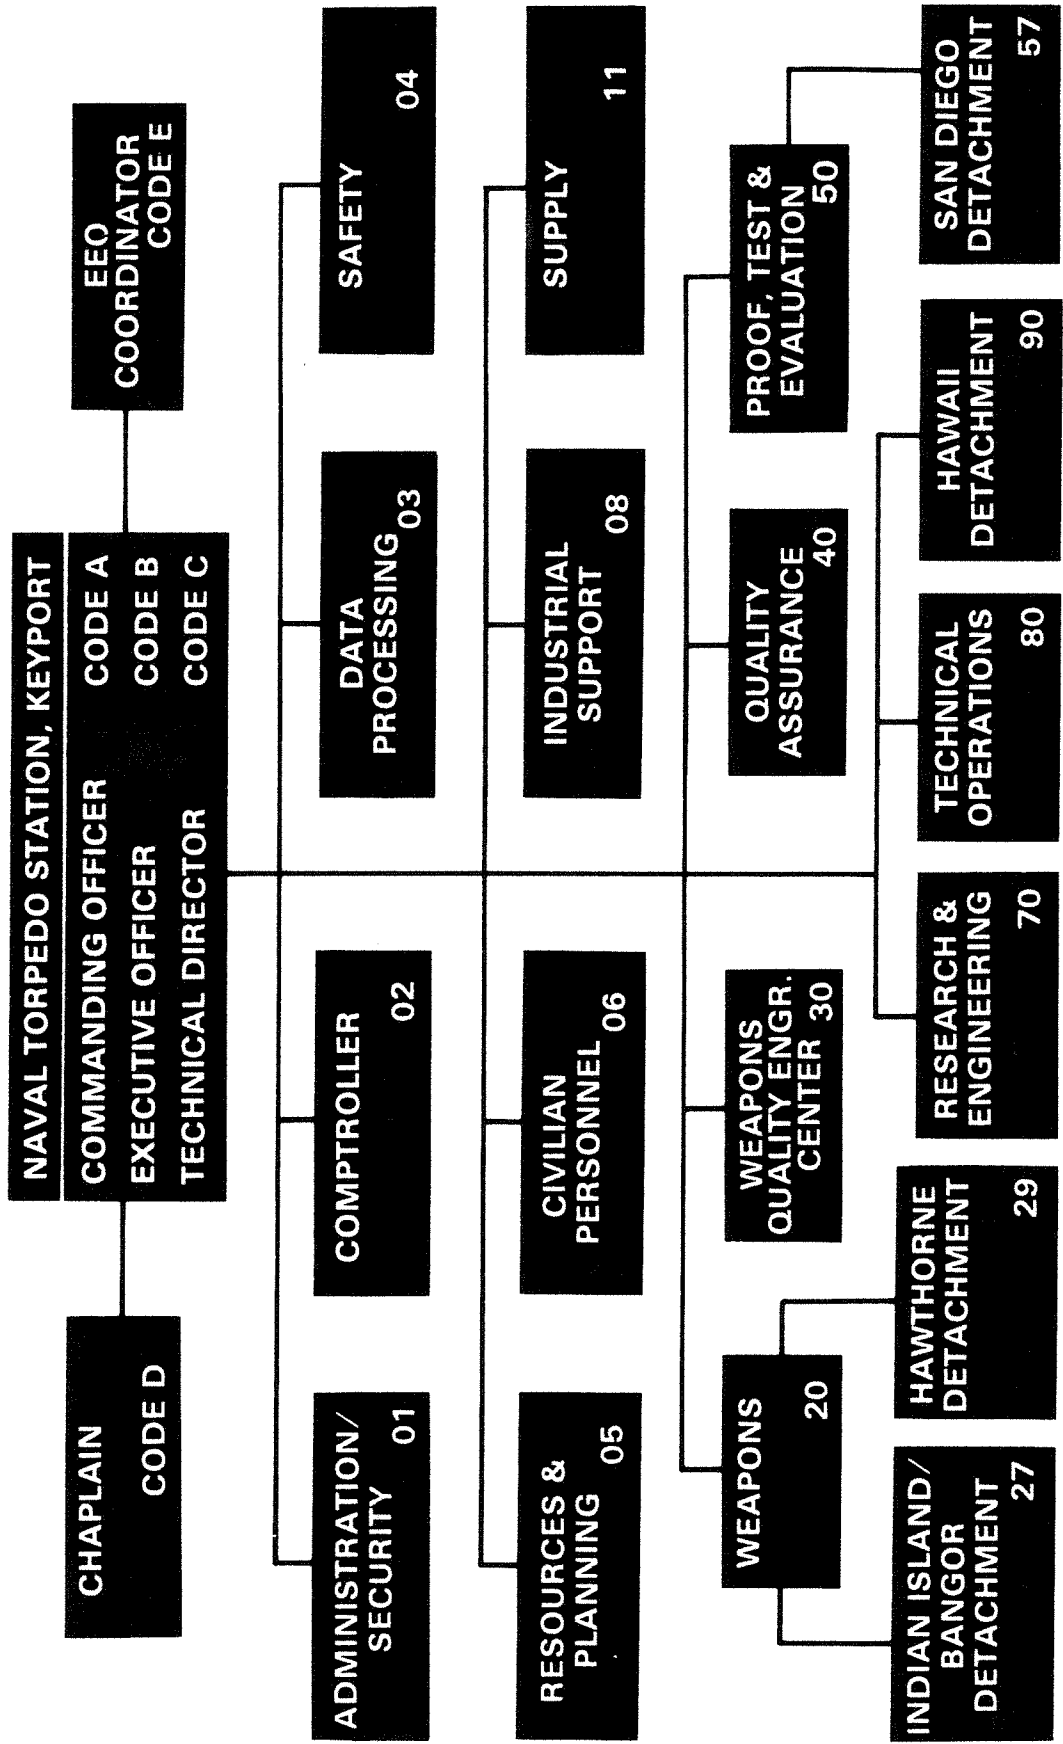 NAVAL TORPEDO STATION, KEYPORT
COMMANDING OFFICER CODE A
EXECUTIVE OFFICER CODE B
TECHNICAL DIRECTOR CODE C
CHAPLAIN
CODE D
EEO
COORDINATOR
CODE E
ADMINISTRATION/
SECURITY 01
COMPTROLLER
02
DATA
PROCESSING
03
SAFETY
04
RESOURCES &
PLANNING 05
CIVILIAN
PERSONNEL
06
INDUSTRIAL
SUPPORT 08
SUPPLY
11
WEAPONS
20
WEAPONS
QUALITY ENGR.
CENTER 30
QUALITY
ASSURANCE
40
PROOF, TEST &
EVALUATION
50
INDIAN ISLAND/
BANGOR
DETACHMENT
27
HAWTHORNE
DETACHMENT
29
RESEARCH &
ENGINEERING
70
TECHNICAL
OPERATIONS
80
HAWAII
DETACHMENT
90
SAN DIEGO
DETACHMENT
57